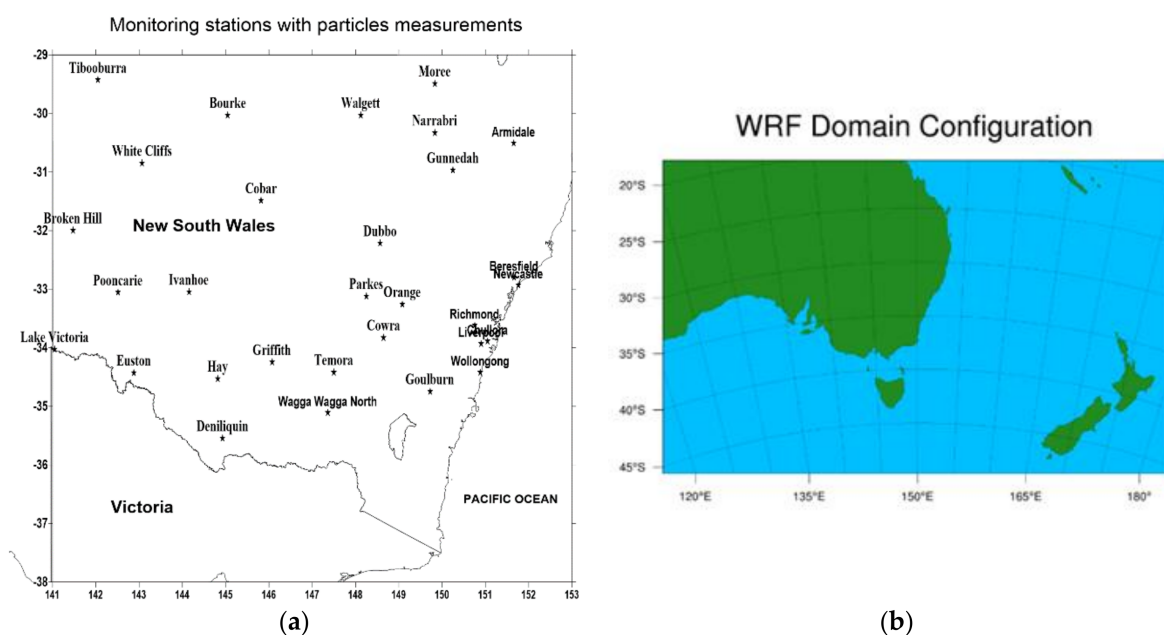 Monitoring stations with particles measurements
-29
Tibooburra
Moree
-30
Bourke
Walgett
Narrabri
Armidale
White Cliffs
Gunnedah
-31
Cobar
Broken Hill
New South Wales
-32
Dubbo
Beresfield
Newcastle
Pooncarie
Ivanhoe
Parkes
Orange
-33
Richmond
Chullora
Liverpool
Lake Victoria
Cowra
-34
Euston
Hay
Griffith
Temora
Wollongong
Goulburn
-35
Wagga Wagga North
Deniliquin
-36
Victoria
PACIFIC OCEAN
-37
-38
141 142 143 144 145 146 147 148 149 150 151 152 153
(a)
WRF Domain Configuration
20°S
25°S
30°S
35°S
40°S
45°S
120°E 135°E 150°E 165°E 180°
(b)